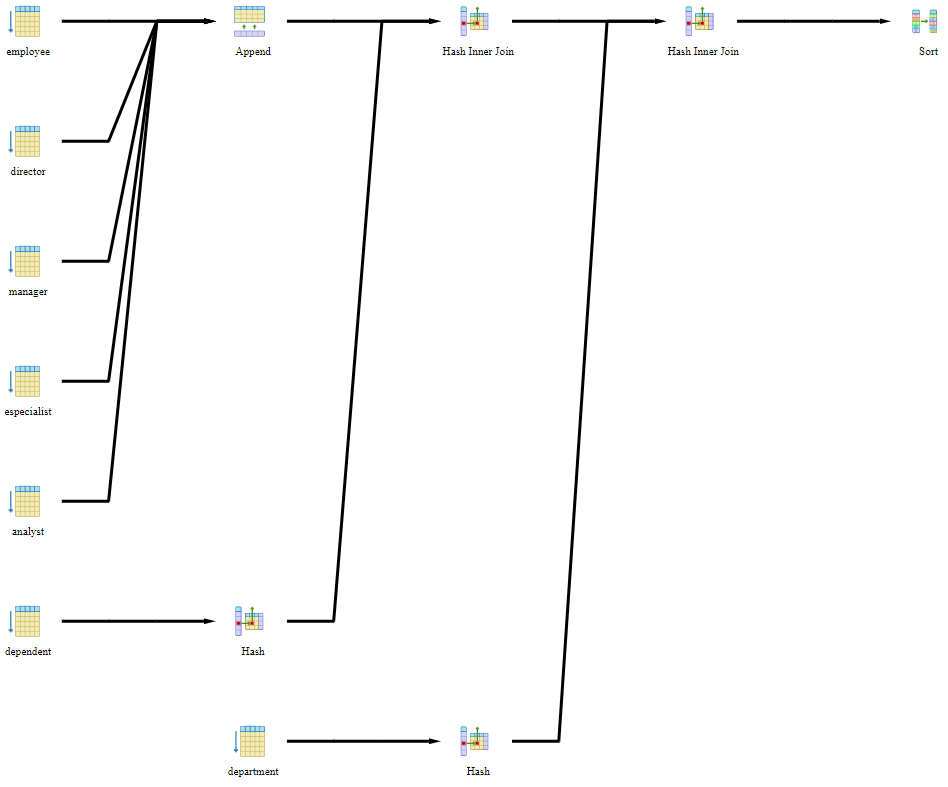 employee
Append
Hash Inner Join
Hash Inner Join
Sort
director
manager
especialist
analyst
dependent
Hash
department
Hash